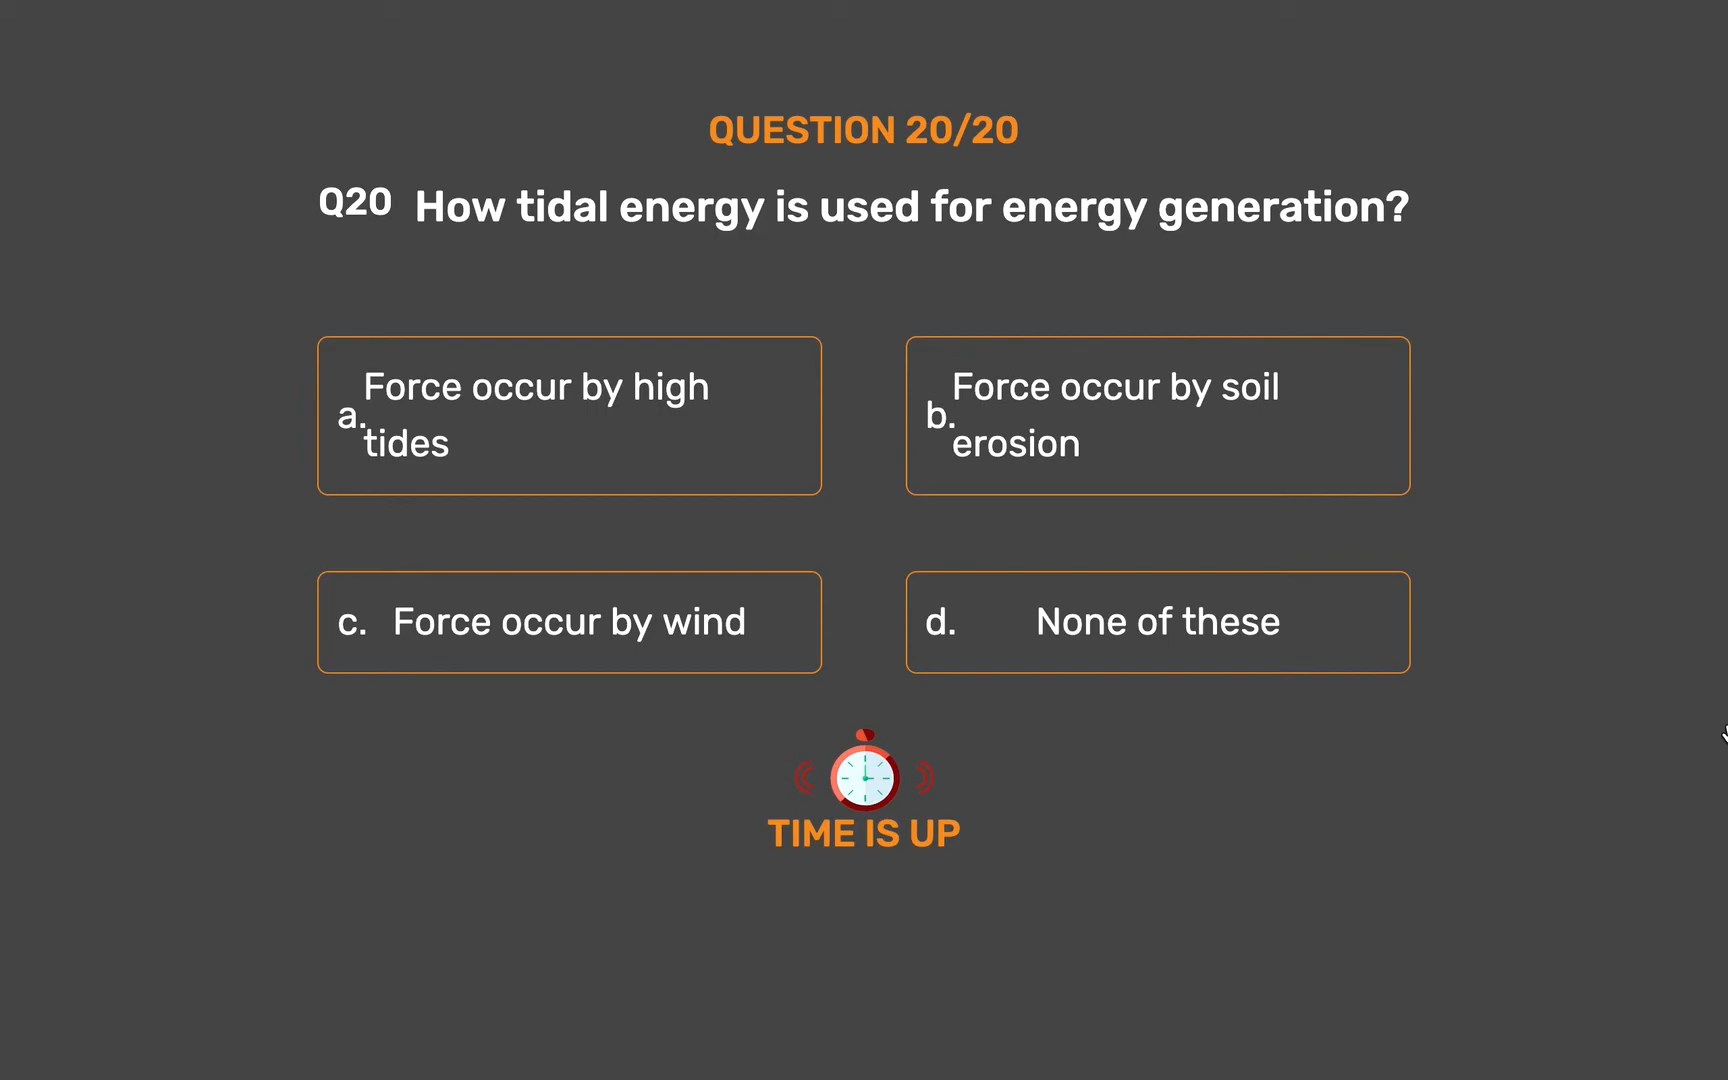 QUESTION 20/20
Q20 How tidal energy is used for energy generation?
a. Force occur by high
tides
b. Force occur by soil
erosion
c. Force occur by wind
d. None of these
TIME IS UP